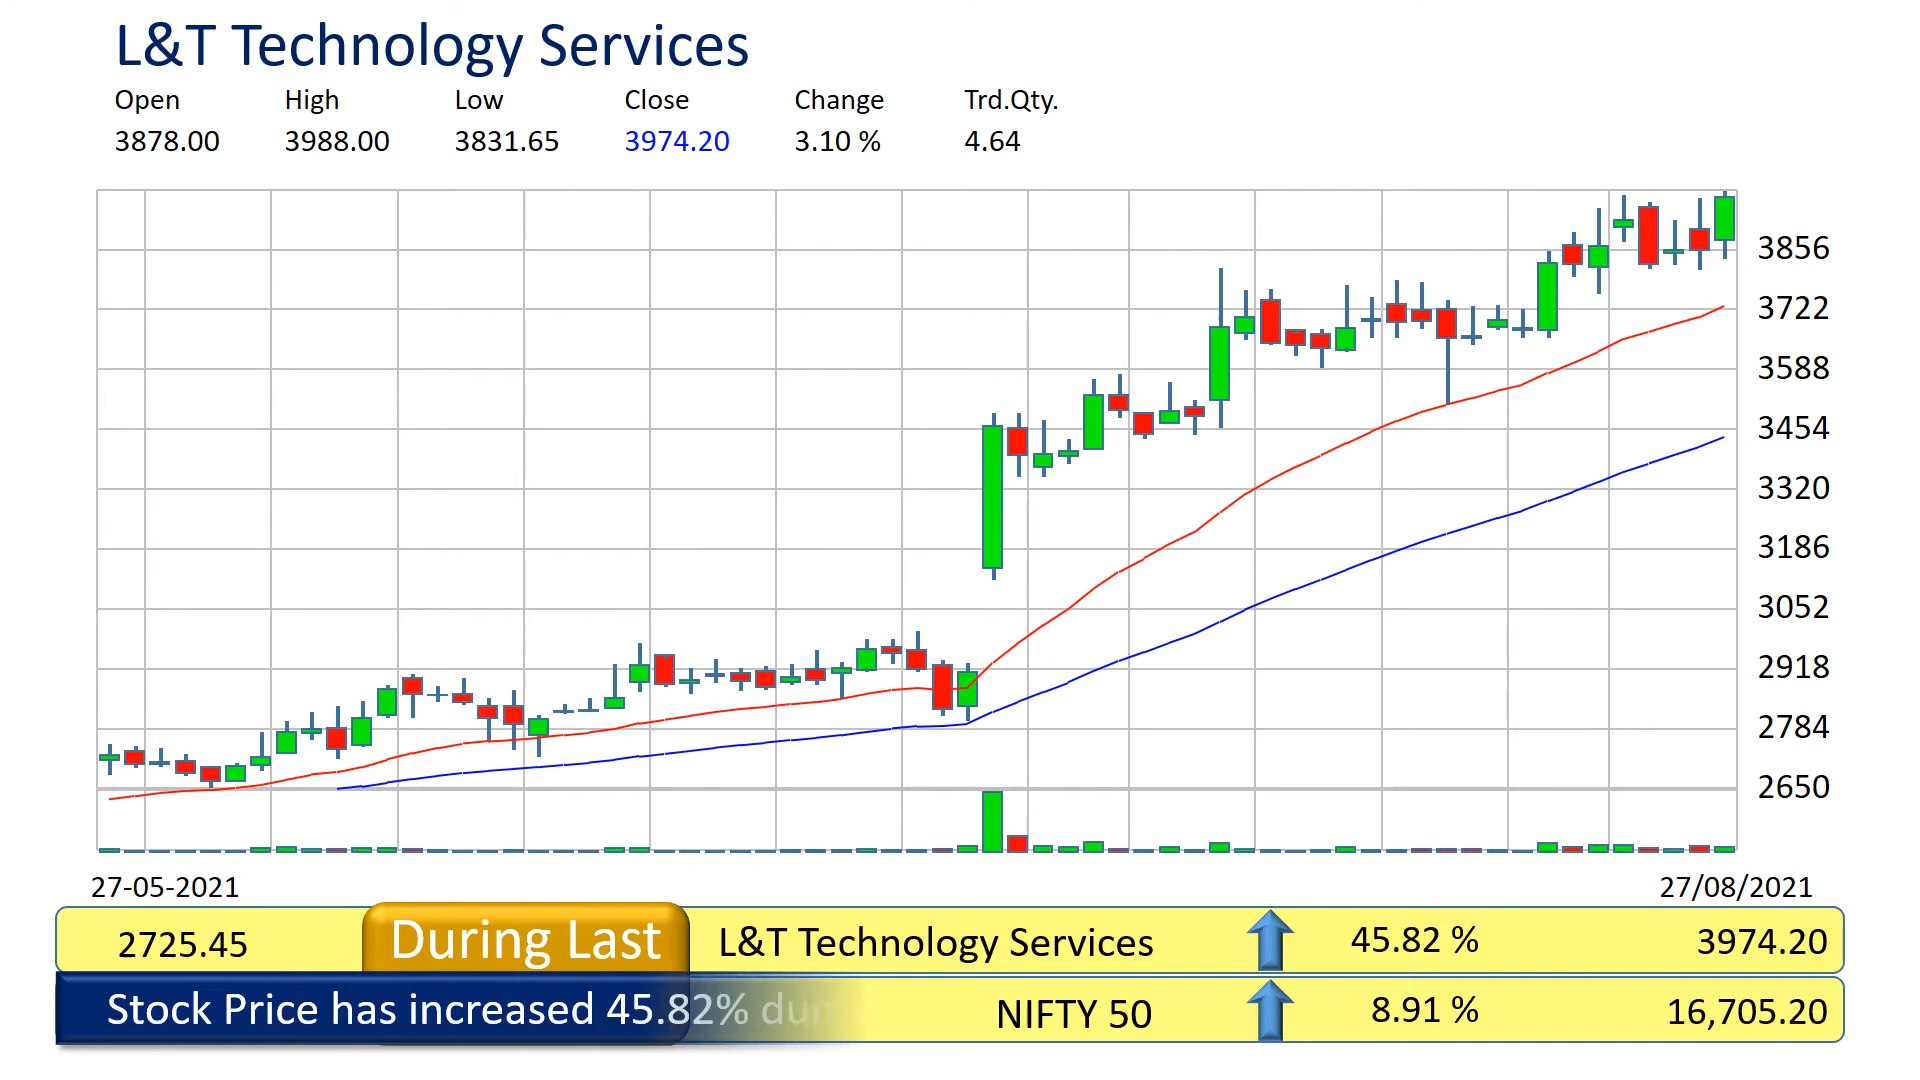 L&T Technology Services
Open High Low Close Change Trd.Qty.
3878.00 3988.00 3831.65 3974.20 3.10 % 4.64
3856
3722
3588
3454
3320
3186
3052
2918
2784
2650
27-05-2021 27/08/2021
2725.45 During Last L&T Technology Services 45.82 % 3974.20
Stock Price has increased 45.82% NIFTY 50 8.91 % 16,705.20